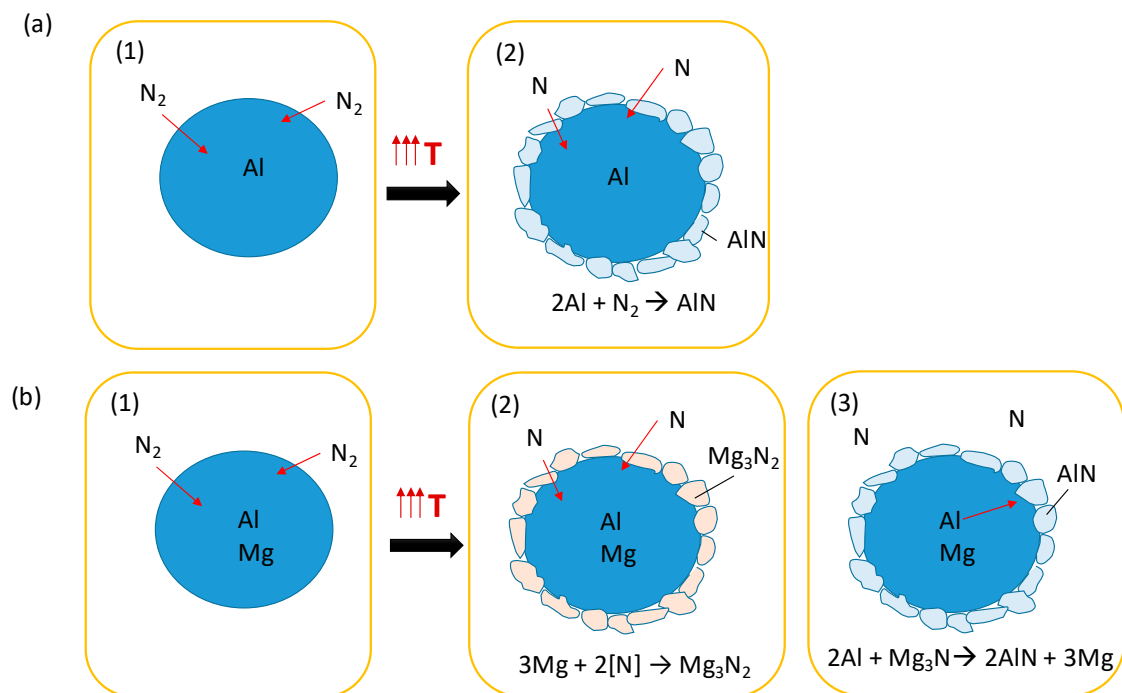 (a)
(1)
N₂
N₂
Al
↑↑↑ T
(2)
N
N
Al
AlN
2Al + N₂ → AlN
(b)
(1)
N₂
N₂
Al
Mg
↑↑↑ T
(2)
N
N
Mg₃N₂
Al
Mg
3Mg + 2[N] → Mg₃N₂
(3)
N
N
AlN
Al
Mg
2Al + Mg₃N→ 2AlN + 3Mg